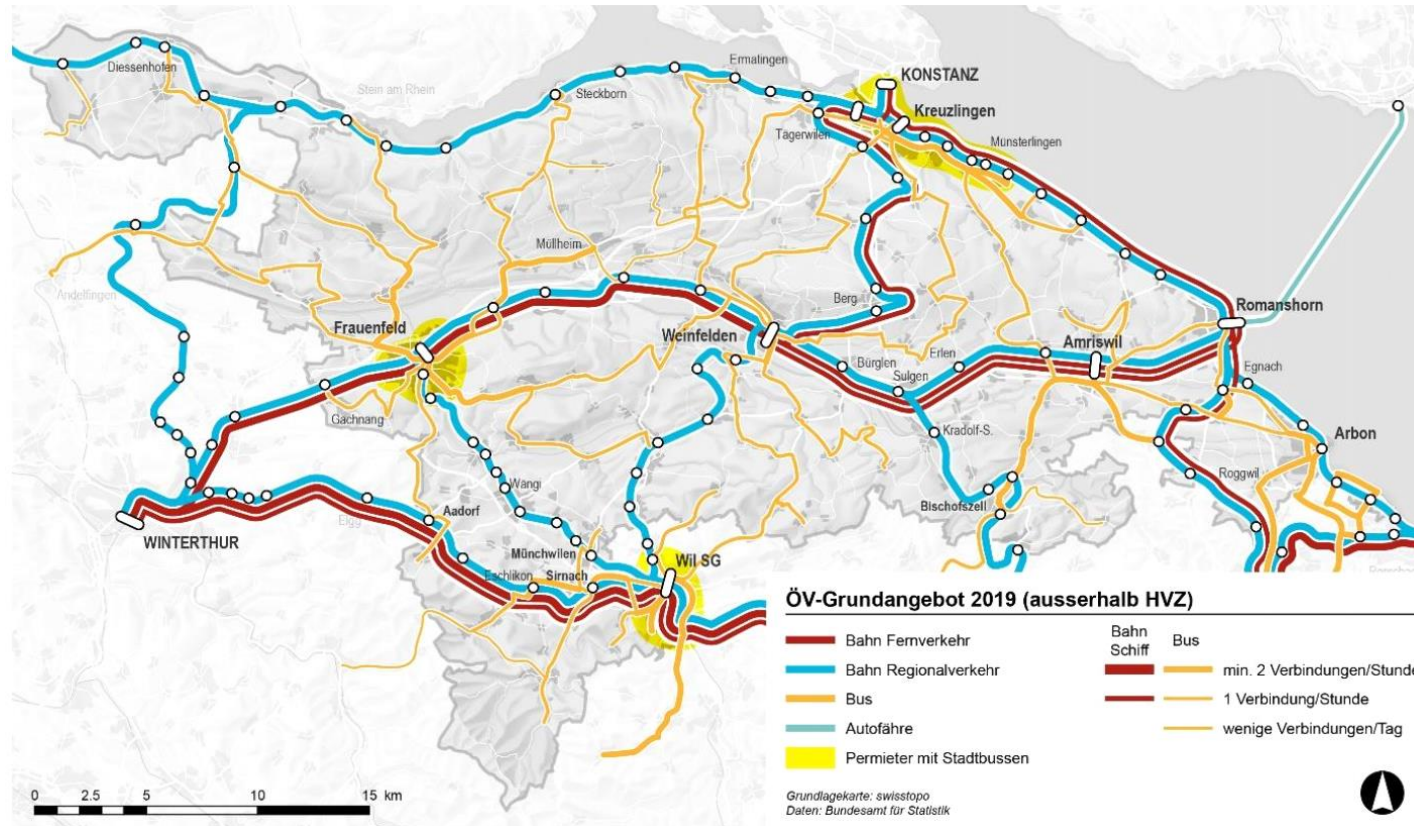 Diessenhofen
Stein am Rhein
Steckborn
Ermatingen
KONSTANZ
Kreuzlingen
Tägerwilen
Münsterlingen
Andelfingen
Müllheim
Frauenfeld
Weinfelden
Berg
Romanshorn
Gachnang
Bürglen
Sulgen
Erlen
Amriswil
Egnach
Arbon
Kradolf-S.
Roggwil
Bischofszell
WINTERTHUR
Elgg
Aadorf
Wängi
Münchwilen
Eschlikon
Sirnach
Wil SG
ÖV-Grundangebot 2019 (ausserhalb HVZ)
Bahn Fernverkehr
Bahn Regionalverkehr
Bus
Autofähre
Permieter mit Stadtbussen
Bahn
Schiff
Bus
min. 2 Verbindungen/Stunde
1 Verbindung/Stunde
wenige Verbindungen/Tag
Grundlagekarte: swisstopo
Daten: Bundesamt für Statistik
0 2.5 5 10 15 km